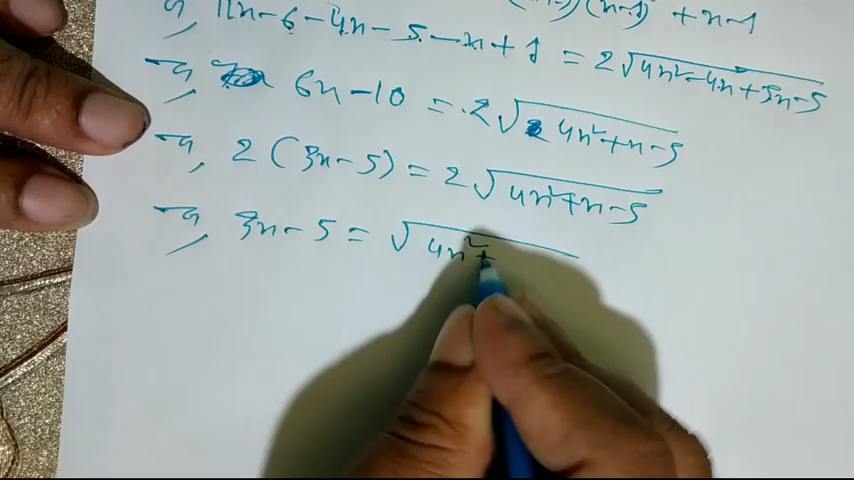 বা, 11x-6-4x-5-x+1 = 2√4x²-4x+5x-5
বা, 6x-10 = 2√4x²+x-5
বা, 2(3x-5) = 2√4x²+x-5
বা, 3x-5 = √4x²+